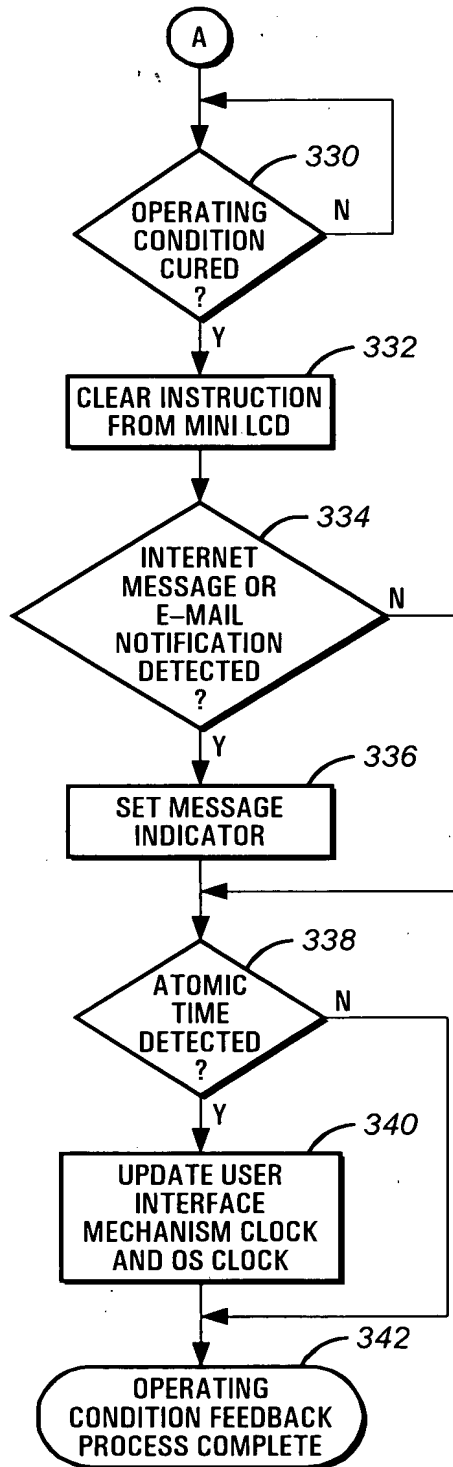 A
330
OPERATING
CONDITION
CURED
?
N
Y
332
CLEAR INSTRUCTION
FROM MINI LCD
334
INTERNET
MESSAGE OR
E–MAIL
NOTIFICATION
DETECTED
?
N
Y
336
SET MESSAGE
INDICATOR
338
ATOMIC
TIME
DETECTED
?
N
Y
340
UPDATE USER
INTERFACE
MECHANISM CLOCK
AND OS CLOCK
342
OPERATING
CONDITION FEEDBACK
PROCESS COMPLETE